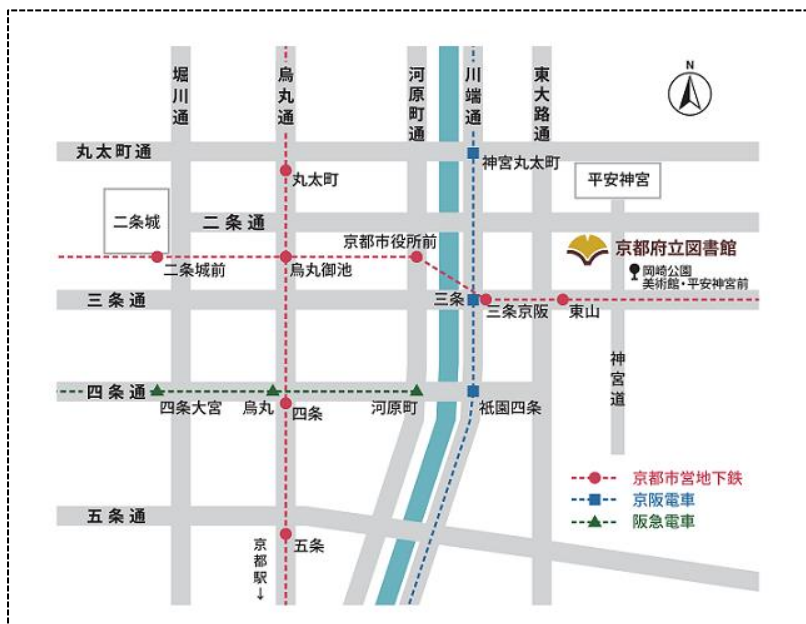 堀川通
烏丸通
河原町通
川端通
東大路通
N
丸太町通
神宮丸太町
丸太町
平安神宮
二条城
二条通
京都市役所前
京都府立図書館
二条城前
烏丸御池
岡崎公園
美術館・平安神宮前
三条通
三条
三条京阪
東山
神宮道
四条通
四条大宮
烏丸
四条
河原町
祇園四条
京都市営地下鉄
京阪電車
阪急電車
五条通
五条
京都駅↓